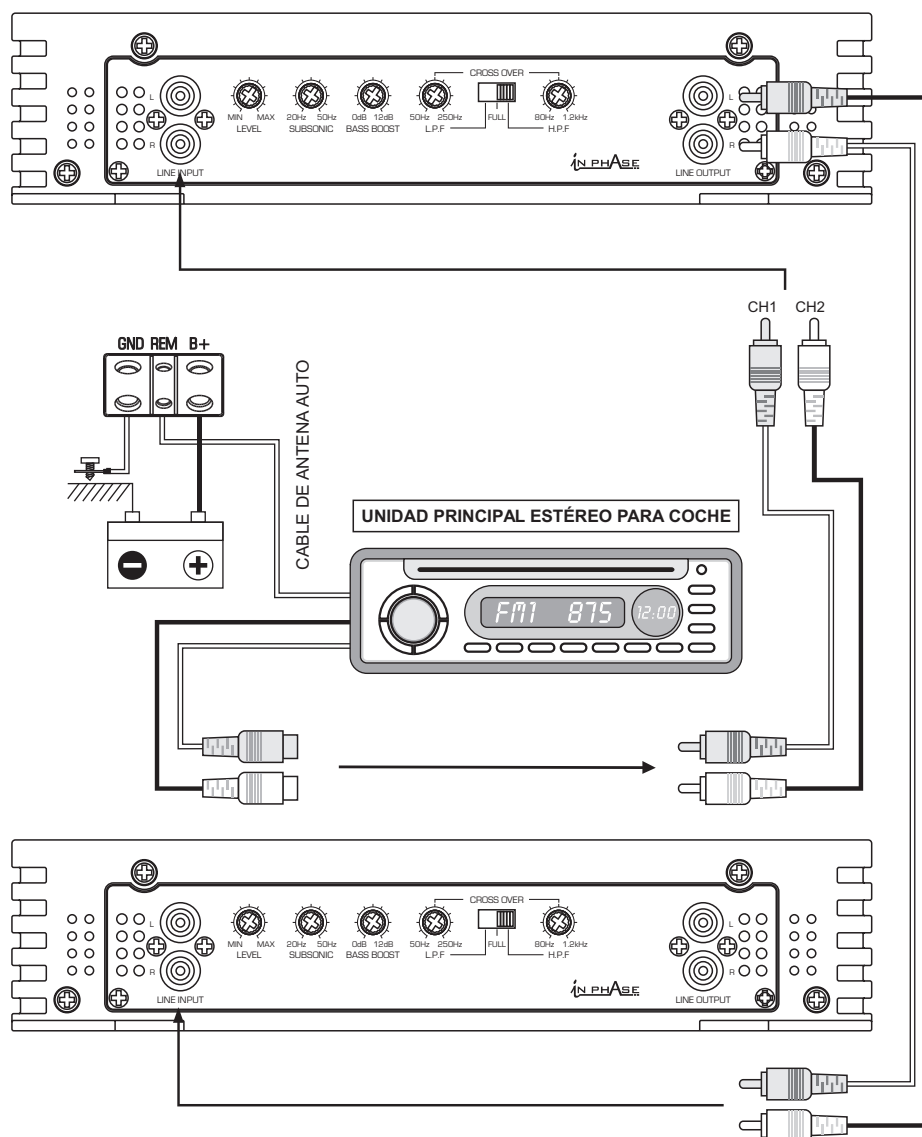 CROSS OVER
L
MIN MAX 20Hz 50Hz 0dB 12dB 50Hz 250Hz FULL 80Hz 1.2kHz
LEVEL SUBSONIC BASS BOOST L.P.F H.P.F
R
R
in phAse
LINE INPUT LINE OUTPUT
CH1 CH2
GND REM B+
CABLE DE ANTENA AUTO
UNIDAD PRINCIPAL ESTÉREO PARA COCHE
FM1 875 12:00
CROSS OVER
L
L
MIN MAX 20Hz 50Hz 0dB 12dB 50Hz 250Hz FULL 80Hz 1.2kHz
LEVEL SUBSONIC BASS BOOST L.P.F H.P.F
R
R
in phAse
LINE INPUT LINE OUTPUT